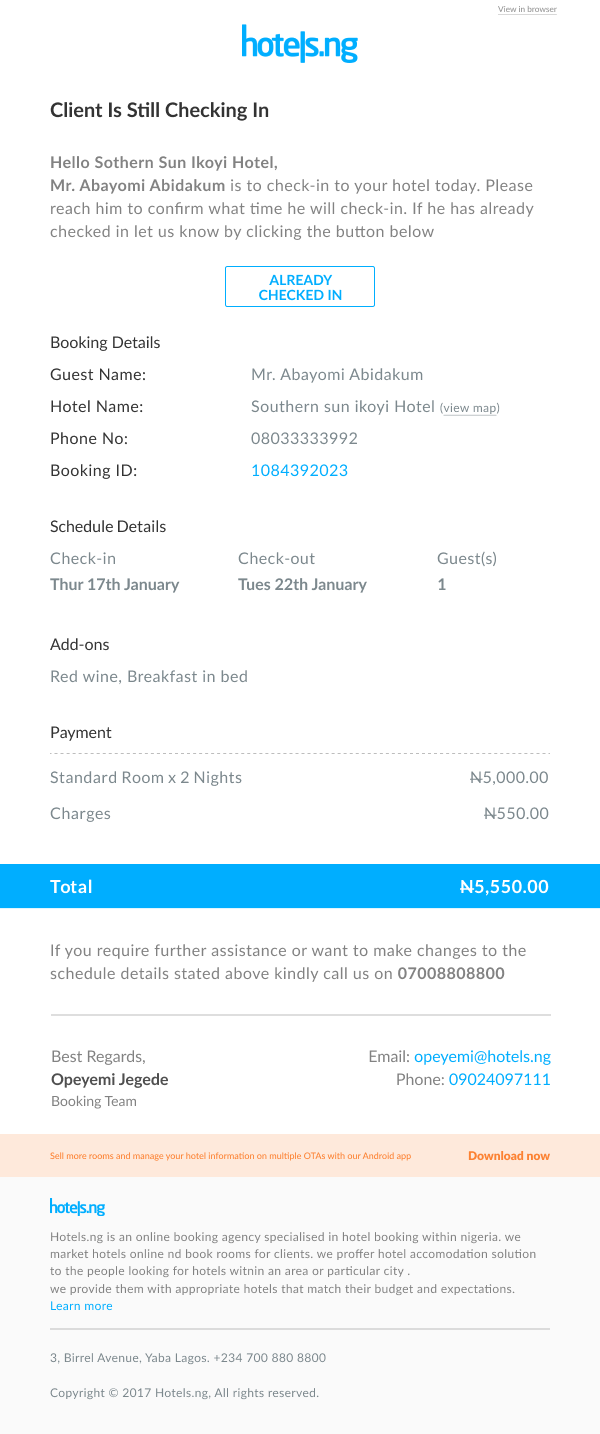 View in browser
hotels.ng
Client Is Still Checking In
Hello Sothern Sun Ikoyi Hotel,
Mr. Abayomi Abidakum is to check-in to your hotel today. Please
reach him to confirm what time he will check-in. If he has already
checked in let us know by clicking the button below
ALREADY
CHECKED IN
Booking Details
Guest Name: Mr. Abayomi Abidakum
Hotel Name: Southern sun ikoyi Hotel (view map)
Phone No: 08033333992
Booking ID: 1084392023
Schedule Details
Check-in Check-out Guest(s)
Thur 17th January Tues 22th January 1
Add-ons
Red wine, Breakfast in bed
Payment
Standard Room x 2 Nights ₦5,000.00
Charges ₦550.00
Total ₦5,550.00
If you require further assistance or want to make changes to the
schedule details stated above kindly call us on 07008808800
Best Regards, Email: opeyemi@hotels.ng
Opeyemi Jegede Phone: 09024097111
Booking Team
Sell more rooms and manage your hotel information on multiple OTAs with our Android app Download now
hotels.ng
Hotels.ng is an online booking agency specialised in hotel booking within nigeria. we
market hotels online nd book rooms for clients. we proffer hotel accomodation solution
to the people looking for hotels witnin an area or particular city .
we provide them with appropriate hotels that match their budget and expectations.
Learn more
3, Birrel Avenue, Yaba Lagos. +234 700 880 8800
Copyright © 2017 Hotels.ng, All rights reserved.